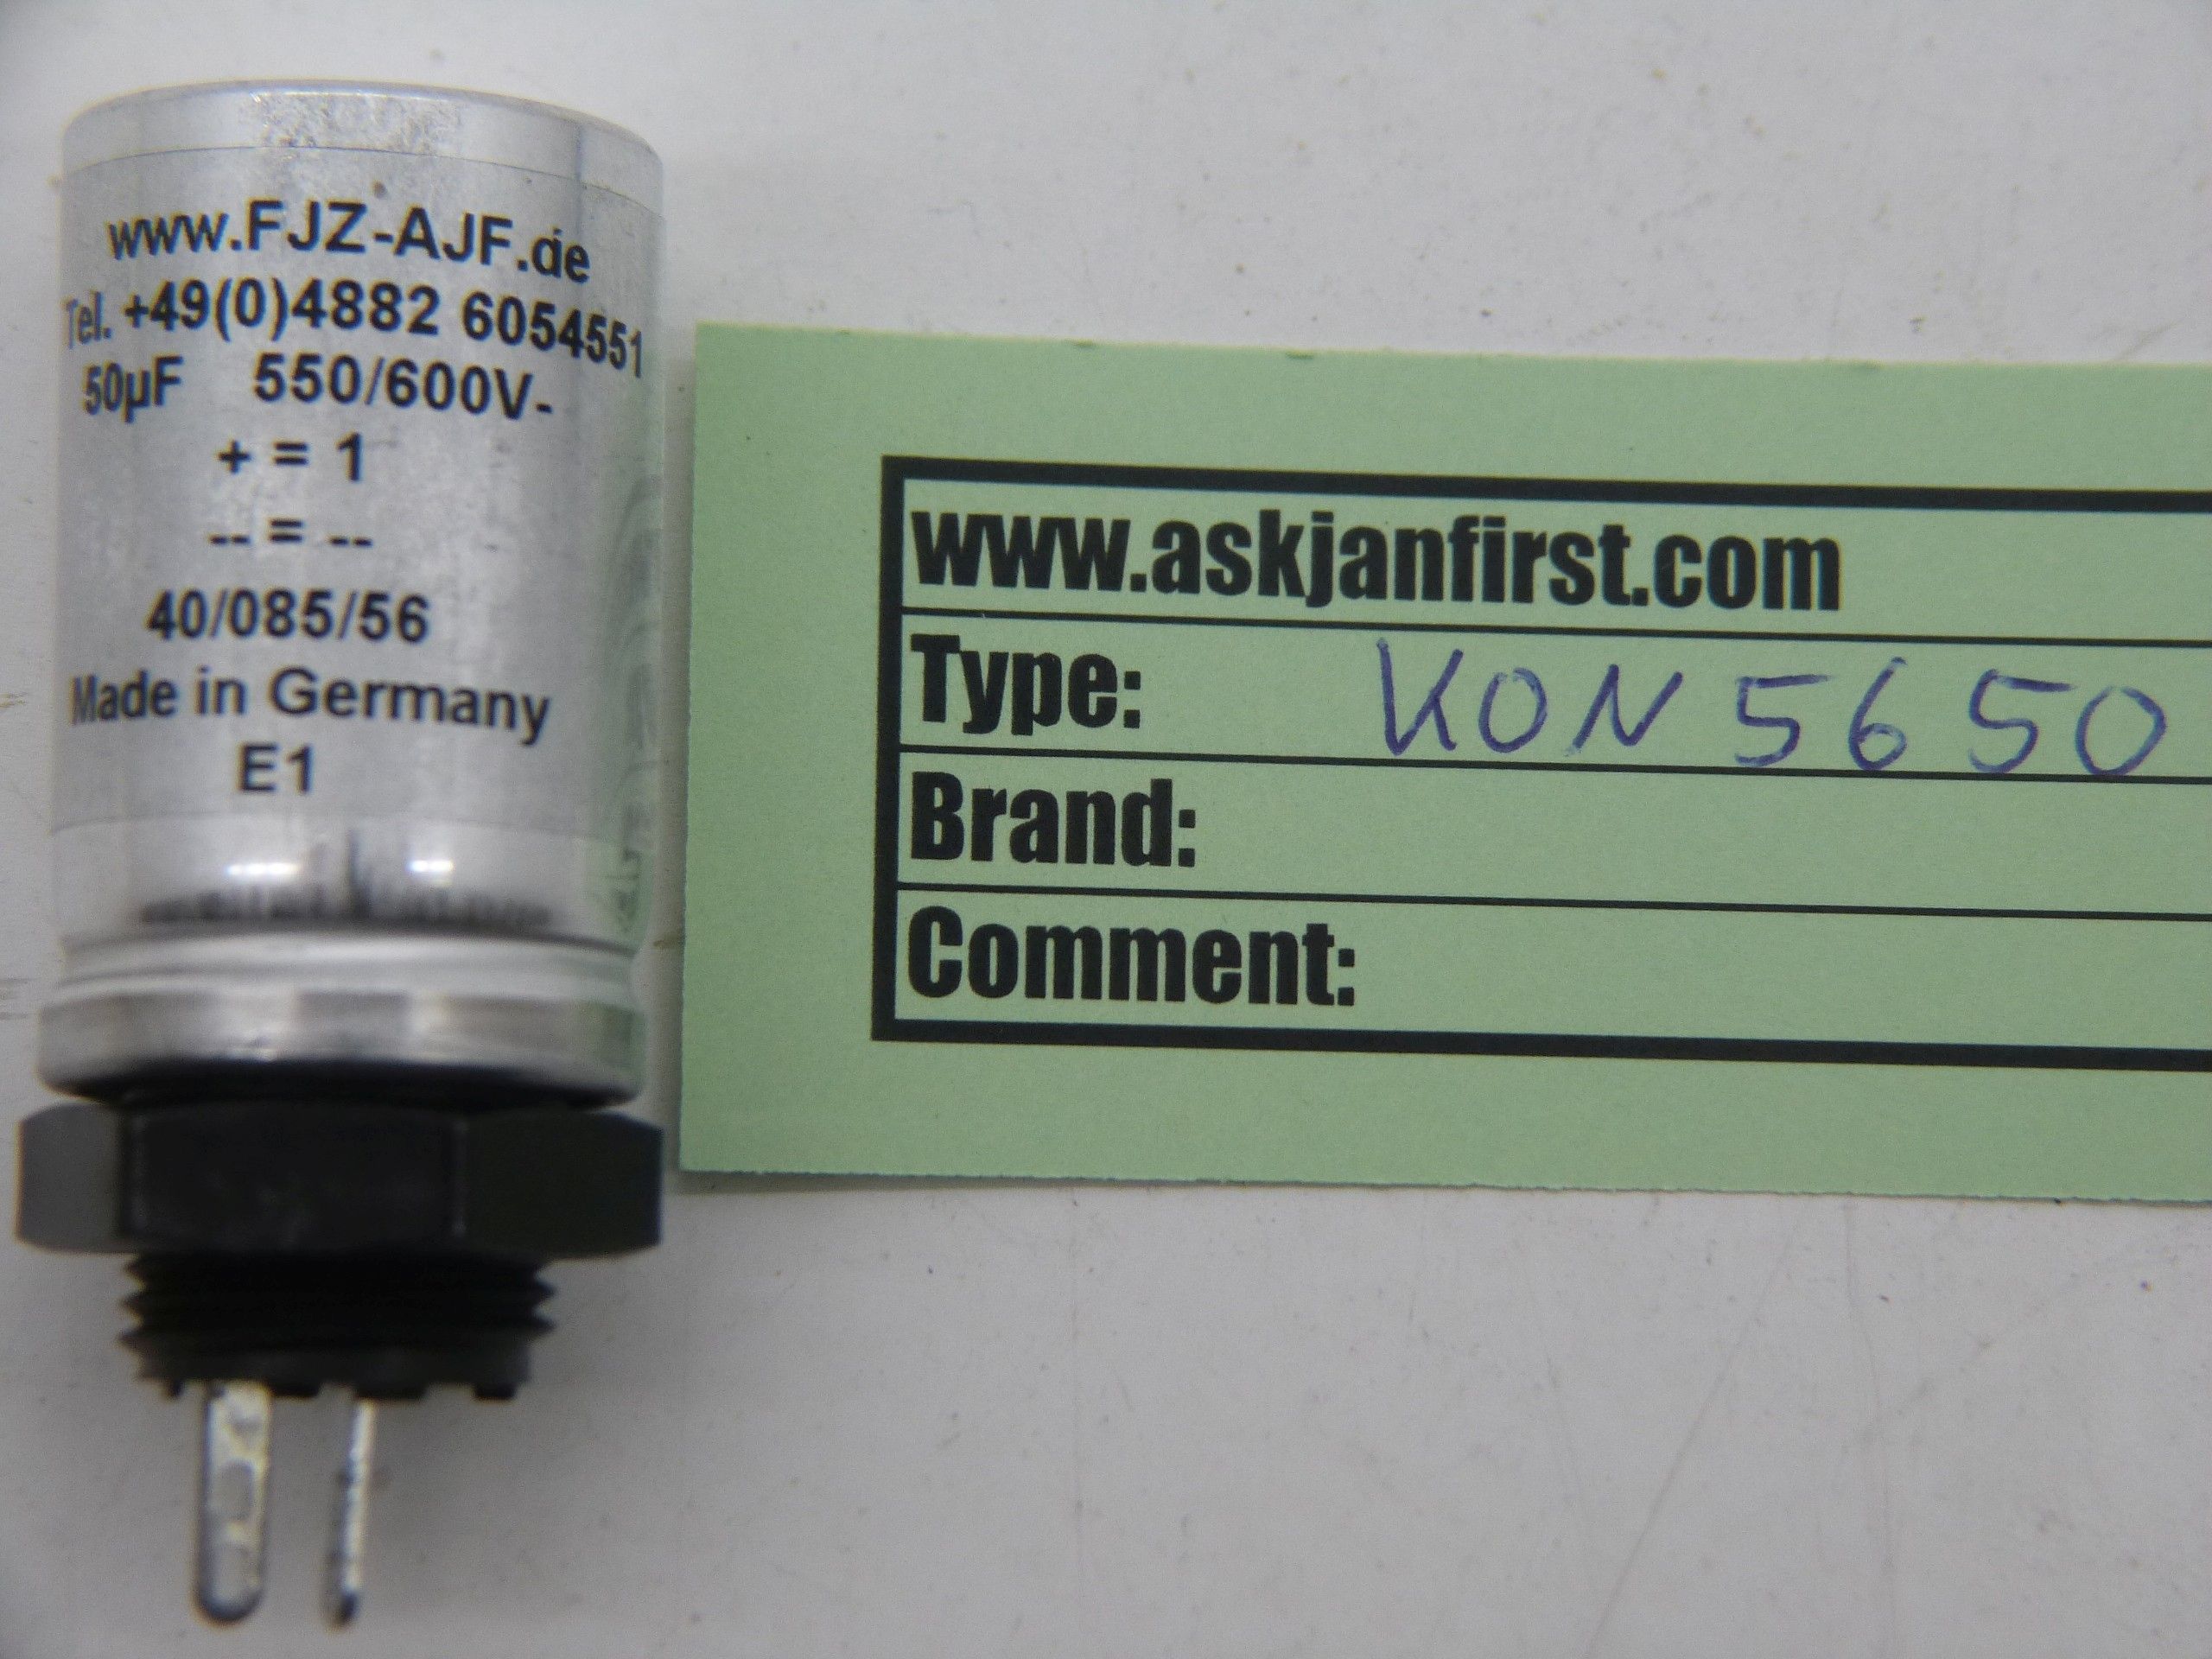 www.FJZ-AJF.de
Tel. +49(0)4882 6054551
50µF 550/600V-
+ = 1
-- = --
40/085/56
Made in Germany
E1
www.askjanfirst.com
Type: KON 5650
Brand:
Comment: